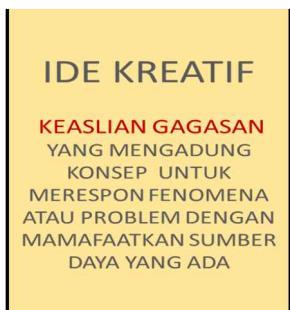 IDE KREATIF
KEASLIAN GAGASAN
YANG MENGADUNG
KONSEP UNTUK
MERESPON FENOMENA
ATAU PROBLEM DENGAN
MAMAFAATKAN SUMBER
DAYA YANG ADA